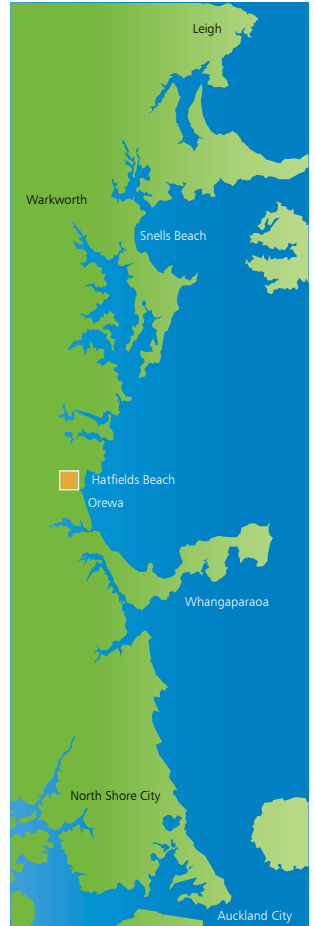 Leigh
Warkworth
Snells Beach
Hatfields Beach
Orewa
Whangaparaoa
North Shore City
Auckland City